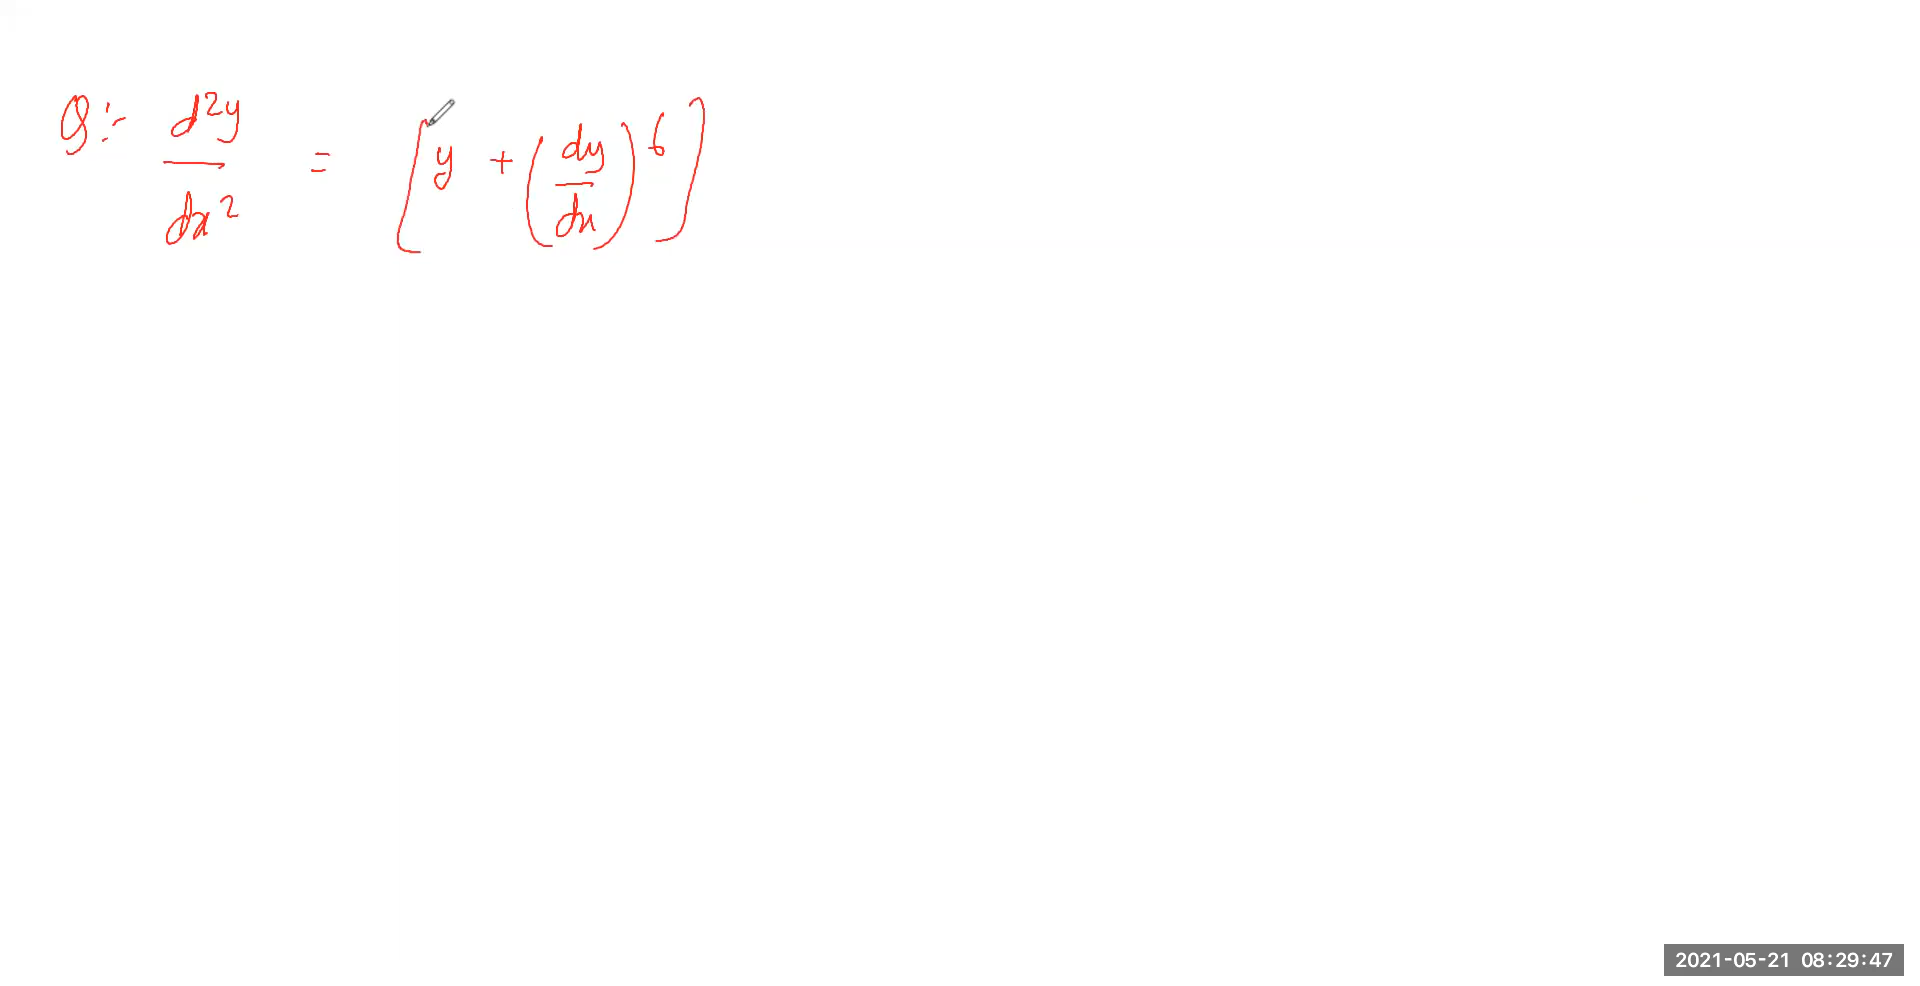 Q:- d²y/dx² = [y + (dy/dx)⁶]
2021-05-21 08:29:47